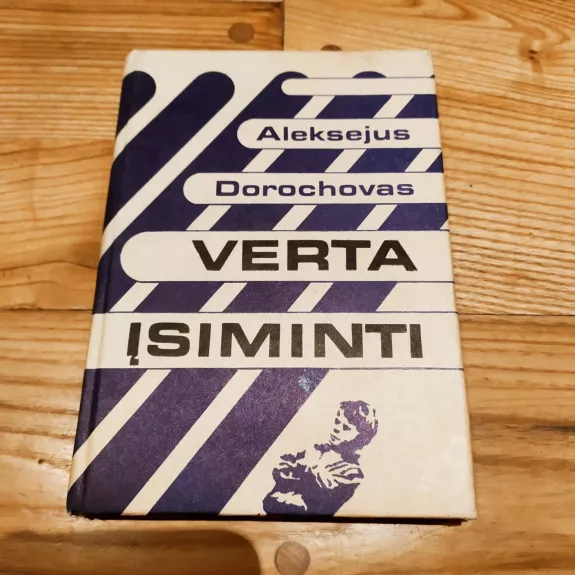 Aleksejus
Dorochovas
VERTA
ĮSIMINTI